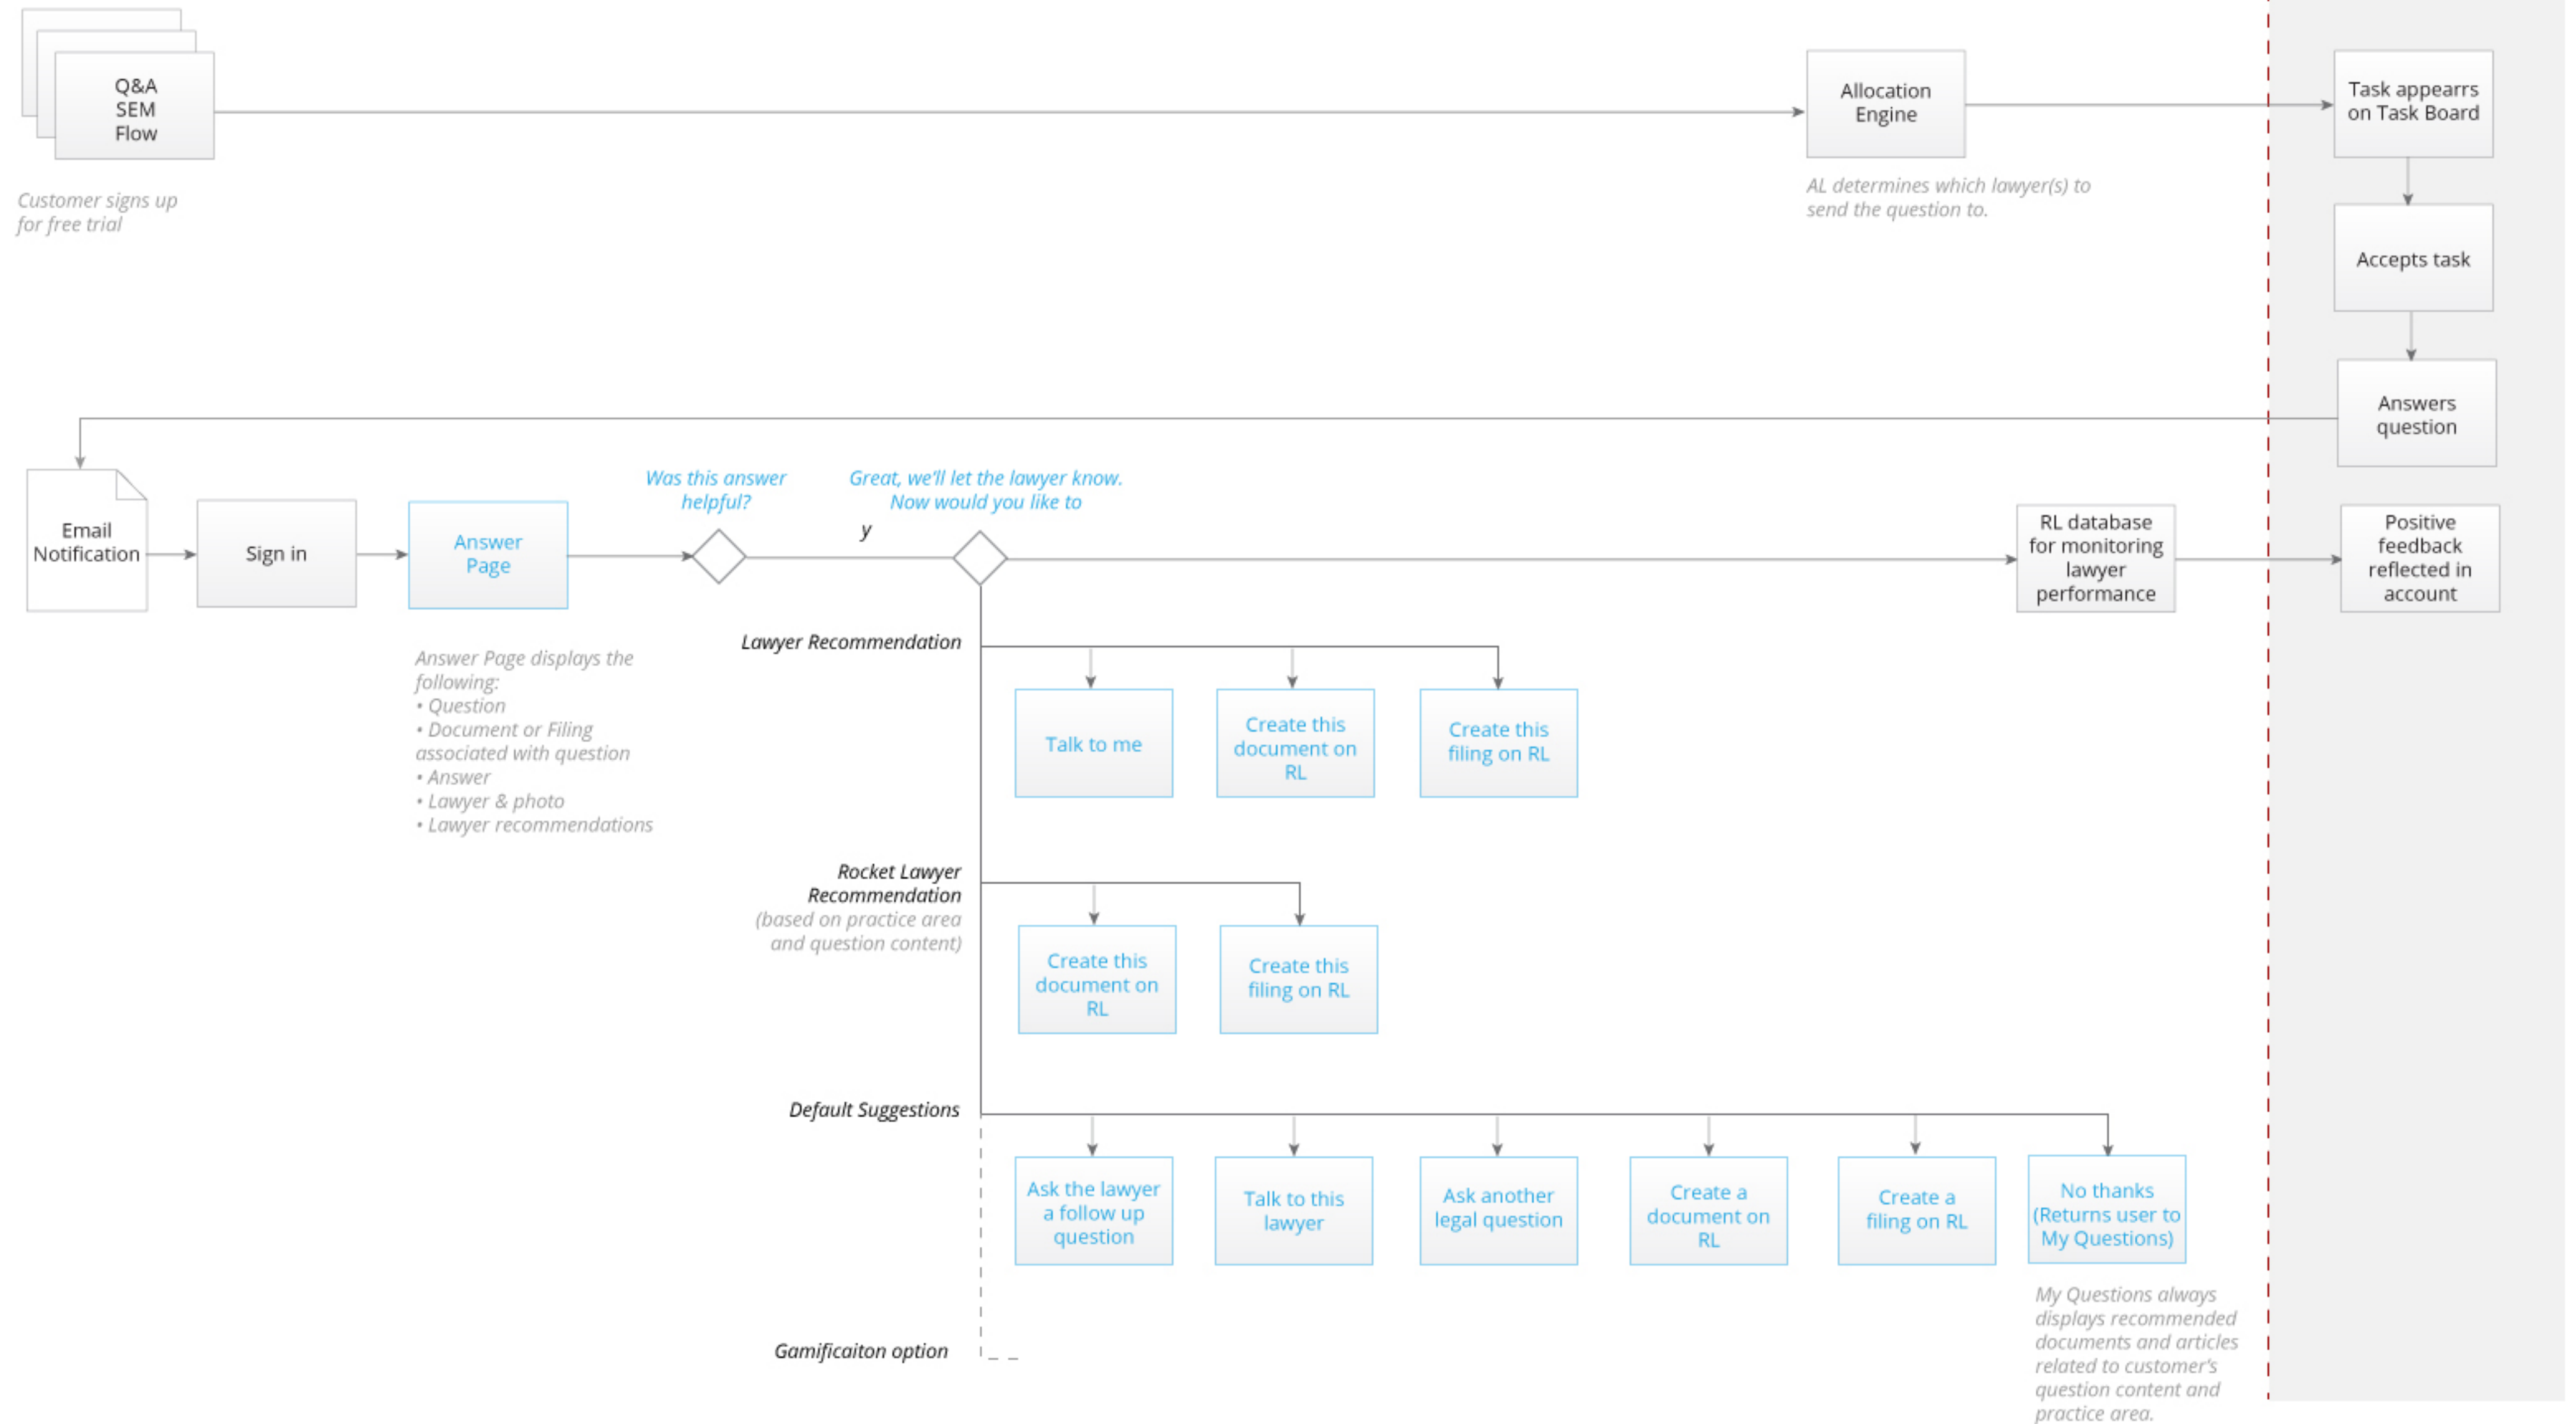 Q&A
SEM
Flow
Customer signs up
for free trial
Allocation
Engine
AL determines which lawyer(s) to
send the question to.
Task appearrs
on Task Board
Accepts task
Answers
question
Email
Notification
Sign in
Answer
Page
Answer Page displays the
following:
• Question
• Document or Filing
associated with question
• Answer
• Lawyer & photo
• Lawyer recommendations
Was this answer
helpful?
y
Great, we'll let the lawyer know.
Now would you like to
RL database
for monitoring
lawyer
performance
Positive
feedback
reflected in
account
Lawyer Recommendation
Talk to me
Create this
document on
RL
Create this
filing on RL
Rocket Lawyer
Recommendation
(based on practice area
and question content)
Create this
document on
RL
Create this
filing on RL
Default Suggestions
Ask the lawyer
a follow up
question
Talk to this
lawyer
Ask another
legal question
Create a
document on
RL
Create a
filing on RL
No thanks
(Returns user to
My Questions)
My Questions always
displays recommended
documents and articles
related to customer's
question content and
practice area.
Gamificaiton option